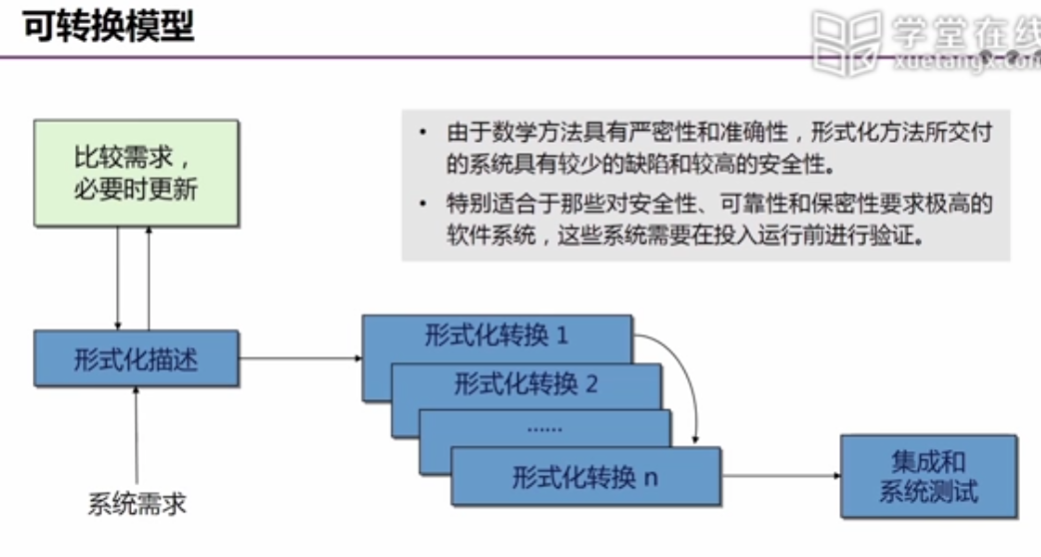 可转换模型
学堂在线
xuetangx.com
比较需求，
必要时更新
• 由于数学方法具有严密性和准确性，形式化方法所交付
的系统具有较少的缺陷和较高的安全性。
• 特别适合于那些对安全性、可靠性和保密性要求极高的
软件系统，这些系统需要在投入运行前进行验证。
形式化描述
形式化转换 1
形式化转换 2
……
形式化转换 n
集成和
系统测试
系统需求